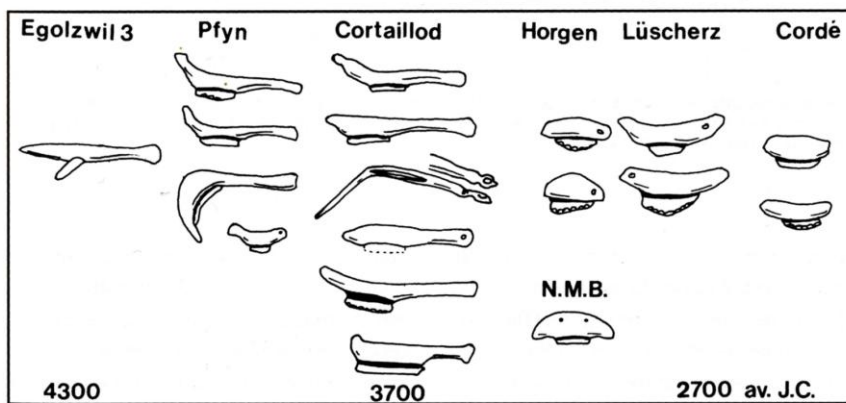 Egolzwil 3 Pfyn Cortaillod Horgen Lüscherz Cordé
N.M.B.
4300 3700 2700 av. J.C.